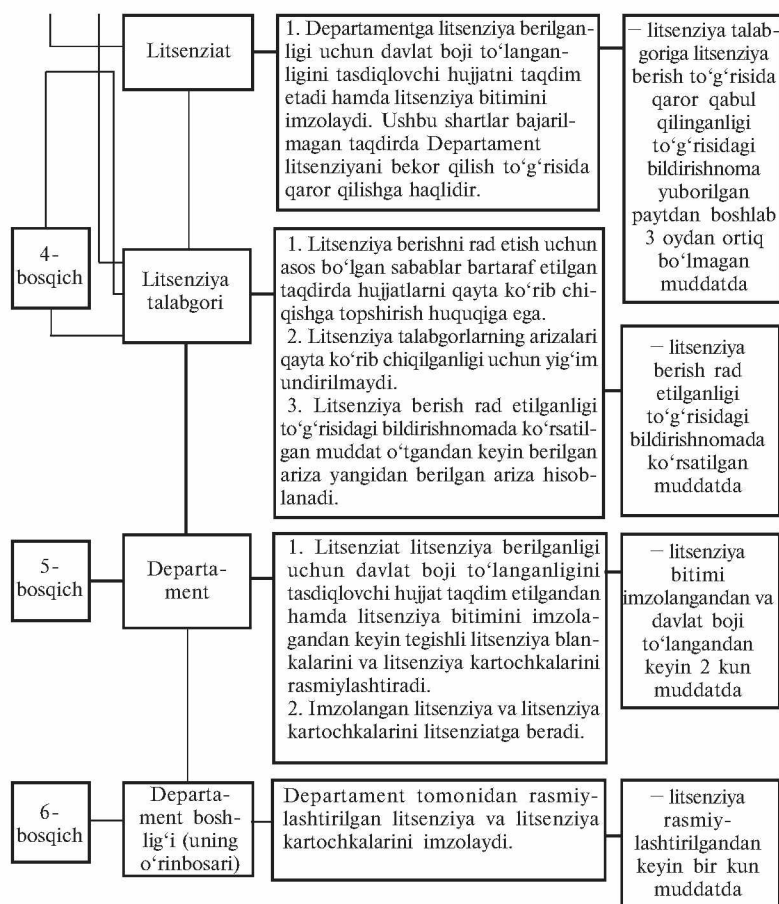 Litsenziat
1. Departamentga litsenziya berilgan-
ligi uchun davlat boji to‘langan-
ligini tasdiqlovchi hujjatni taqdim
etadi hamda litsenziya bitimini
imzolaydi. Ushbu shartlar bajaril-
magan taqdirda Departament
litsenziyani bekor qilish to‘g‘risida
qaror qilishga haqlidir.
— litsenziya talab-
goriga litsenziya
berish to‘g‘risida
qaror qabul
qilinganligi
to‘g‘risidagi
bildirishnoma
yuborilgan
paytdan boshlab
3 oydan ortiq
bo‘lmagan
muddatda
4-
bosqich
Litsenziya
talabgori
1. Litsenziya berishni rad etish uchun
asos bo‘lgan sabablar bartaraf etilgan
taqdirda hujjatlarni qayta ko‘rib chi-
qishga topshirish huquqiga ega.
2. Litsenziya talabgorlarning arizalari
qayta ko‘rib chiqilganligi uchun yig‘im
undirilmaydi.
3. Litsenziya berish rad etilganligi
to‘g‘risidagi bildirishnomada ko‘rsatil-
gan muddat o‘tgandan keyin berilgan
ariza yangidan berilgan ariza hisob-
lanadi.
— litsenziya
berish rad
etilganligi
to‘g‘risidagi
bildirishnomada
ko‘rsatilgan
muddatda
5-
bosqich
Departa-
ment
1. Litsenziat litsenziya berilganligi
uchun davlat boji to‘langanligini
tasdiqlovchi hujjat taqdim etilgandan
hamda litsenziya bitimini imzola-
gandan keyin tegishli litsenziya blan-
kalarini va litsenziya kartochkalarini
rasmiylashtiradi.
2. Imzolangan litsenziya va litsenziya
kartochkalarini litsenziatga beradi.
— litsenziya
bitimi
imzolangandan va
davlat boji
to‘langandan
keyin 2 kun
muddatda
6-
bosqich
Departa-
ment bosh-
lig‘i (uning
o‘rinbosari)
Departament tomonidan rasmiy-
lashtirilgan litsenziya va litsenziya
kartochkalarini imzolaydi.
— litsenziya
rasmiy-
lashtirilgandan
keyin bir kun
muddatda